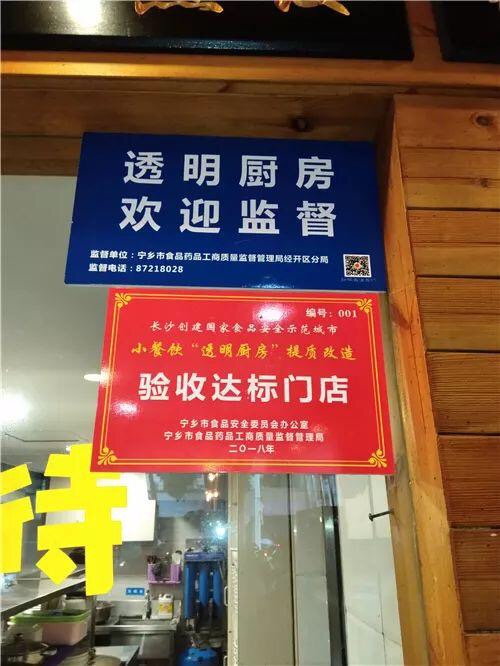 透明厨房
欢迎监督
监督单位：宁乡市食品药品工商质量监督管理局经开区分局
监督电话：87218028
编号：001
长沙创建国家食品安全示范城市
小餐饮“透明厨房”提质改造
验收达标门店
宁乡市食品安全委员会办公室
宁乡市食品药品工商质量监督管理局
二〇一八年
待